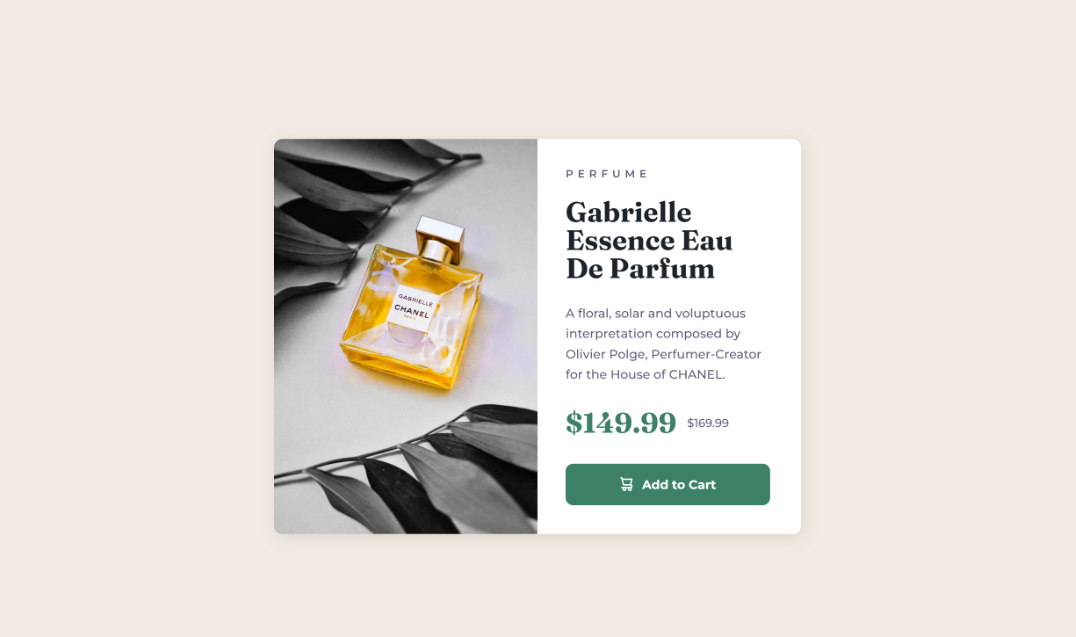 GABRIELLE
CHANEL
PARIS
PERFUME
Gabrielle
Essence Eau
De Parfum
A floral, solar and voluptuous
interpretation composed by
Olivier Polge, Perfumer-Creator
for the House of CHANEL.
$149.99 $169.99
Add to Cart